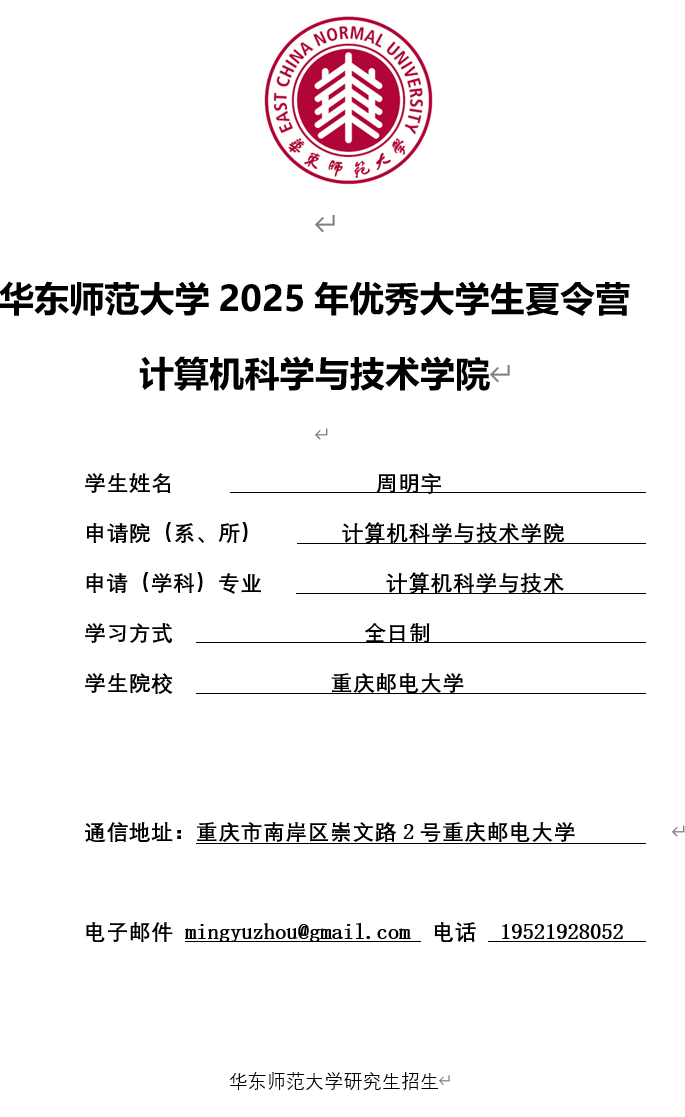 EAST CHINA NORMAL UNIVERSITY
華東师范大學
华东师范大学 2025 年优秀大学生夏令营
计算机科学与技术学院
学生姓名 周明宇
申请院（系、所） 计算机科学与技术学院
申请（学科）专业 计算机科学与技术
学习方式 全日制
学生院校 重庆邮电大学
通信地址：重庆市南岸区崇文路 2 号重庆邮电大学
电子邮件 mingyuzhou@gmail.com 电话 19521928052
华东师范大学研究生招生